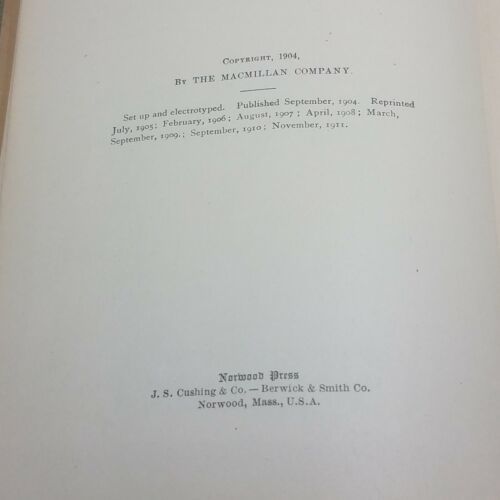 COPYRIGHT, 1904,
BY THE MACMILLAN COMPANY.
Set up and electrotyped. Published September, 1904. Reprinted
July, 1905; February, 1906; August, 1907; April, 1908; March,
September, 1909.; September, 1910; November, 1911.
Norwood Press
J. S. Cushing & Co. — Berwick & Smith Co.
Norwood, Mass., U.S.A.